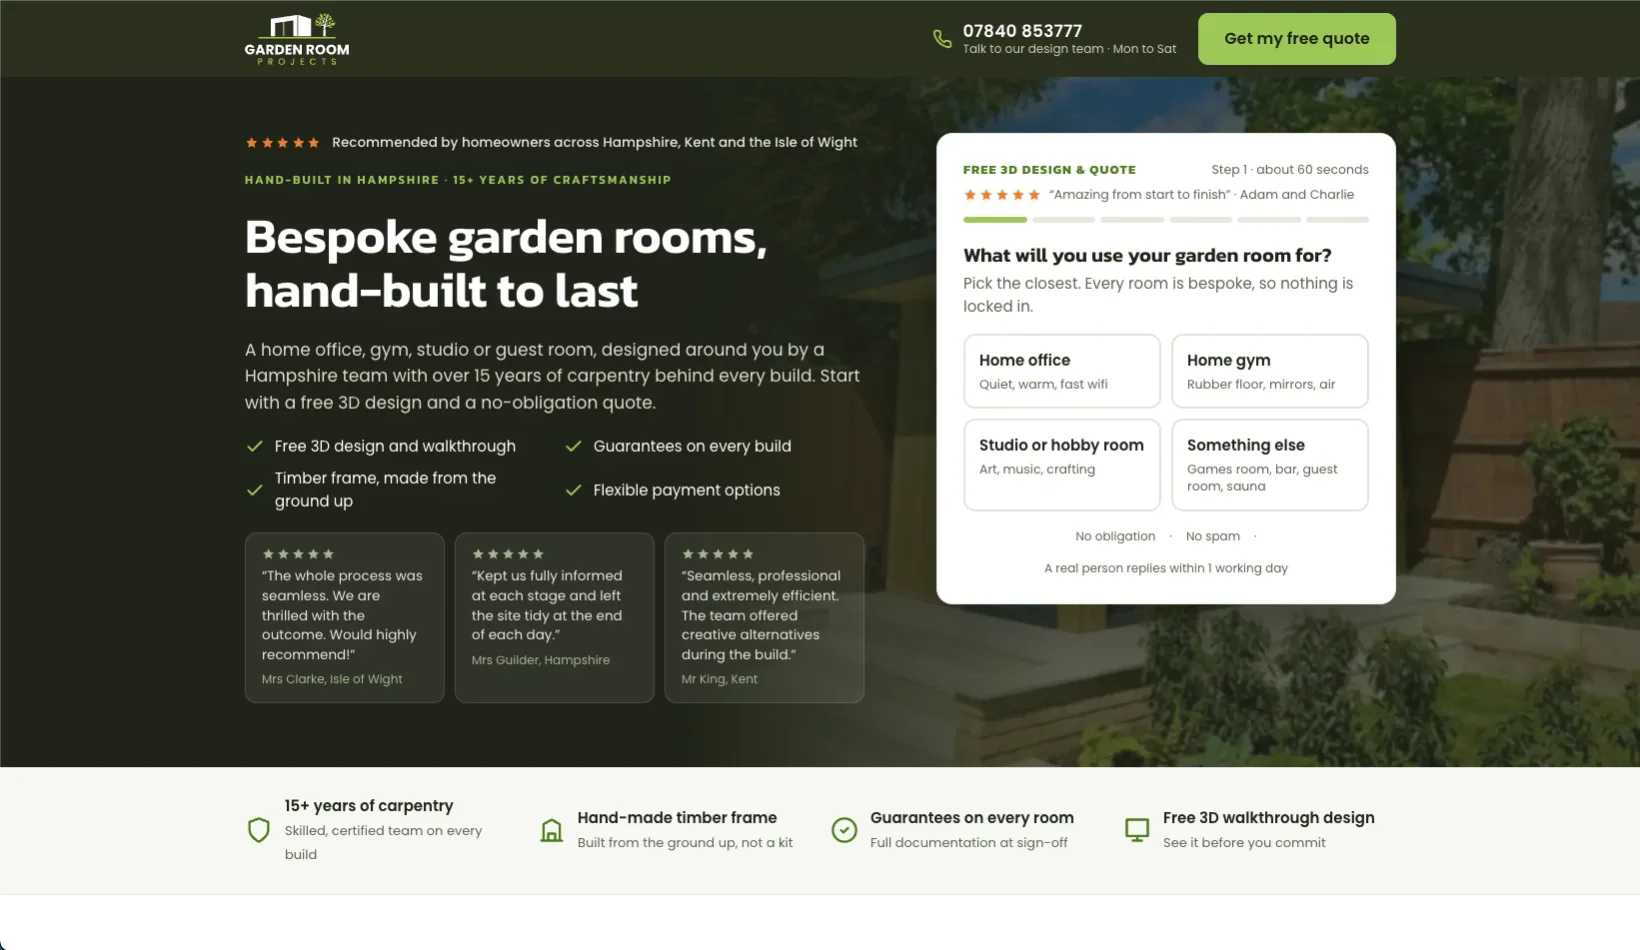 GARDEN ROOM
PROJECTS
07840 853777
Talk to our design team · Mon to Sat
Get my free quote
Recommended by homeowners across Hampshire, Kent and the Isle of Wight
HAND-BUILT IN HAMPSHIRE · 15+ YEARS OF CRAFTSMANSHIP
Bespoke garden rooms,
hand-built to last
A home office, gym, studio or guest room, designed around you by a
Hampshire team with over 15 years of carpentry behind every build. Start
with a free 3D design and a no-obligation quote.
Free 3D design and walkthrough
Guarantees on every build
Timber frame, made from the
ground up
Flexible payment options
“The whole process was
seamless. We are
thrilled with the
outcome. Would highly
recommend!”
Mrs Clarke, Isle of Wight
“Kept us fully informed
at each stage and left
the site tidy at the end
of each day.”
Mrs Guilder, Hampshire
“Seamless, professional
and extremely efficient.
The team offered
creative alternatives
during the build.”
Mr King, Kent
FREE 3D DESIGN & QUOTE
Step 1 · about 60 seconds
“Amazing from start to finish” · Adam and Charlie
What will you use your garden room for?
Pick the closest. Every room is bespoke, so nothing is
locked in.
Home office
Quiet, warm, fast wifi
Home gym
Rubber floor, mirrors, air
Studio or hobby room
Art, music, crafting
Something else
Games room, bar, guest
room, sauna
No obligation · No spam ·
A real person replies within 1 working day
15+ years of carpentry
Skilled, certified team on every
build
Hand-made timber frame
Built from the ground up, not a kit
Guarantees on every room
Full documentation at sign-off
Free 3D walkthrough design
See it before you commit